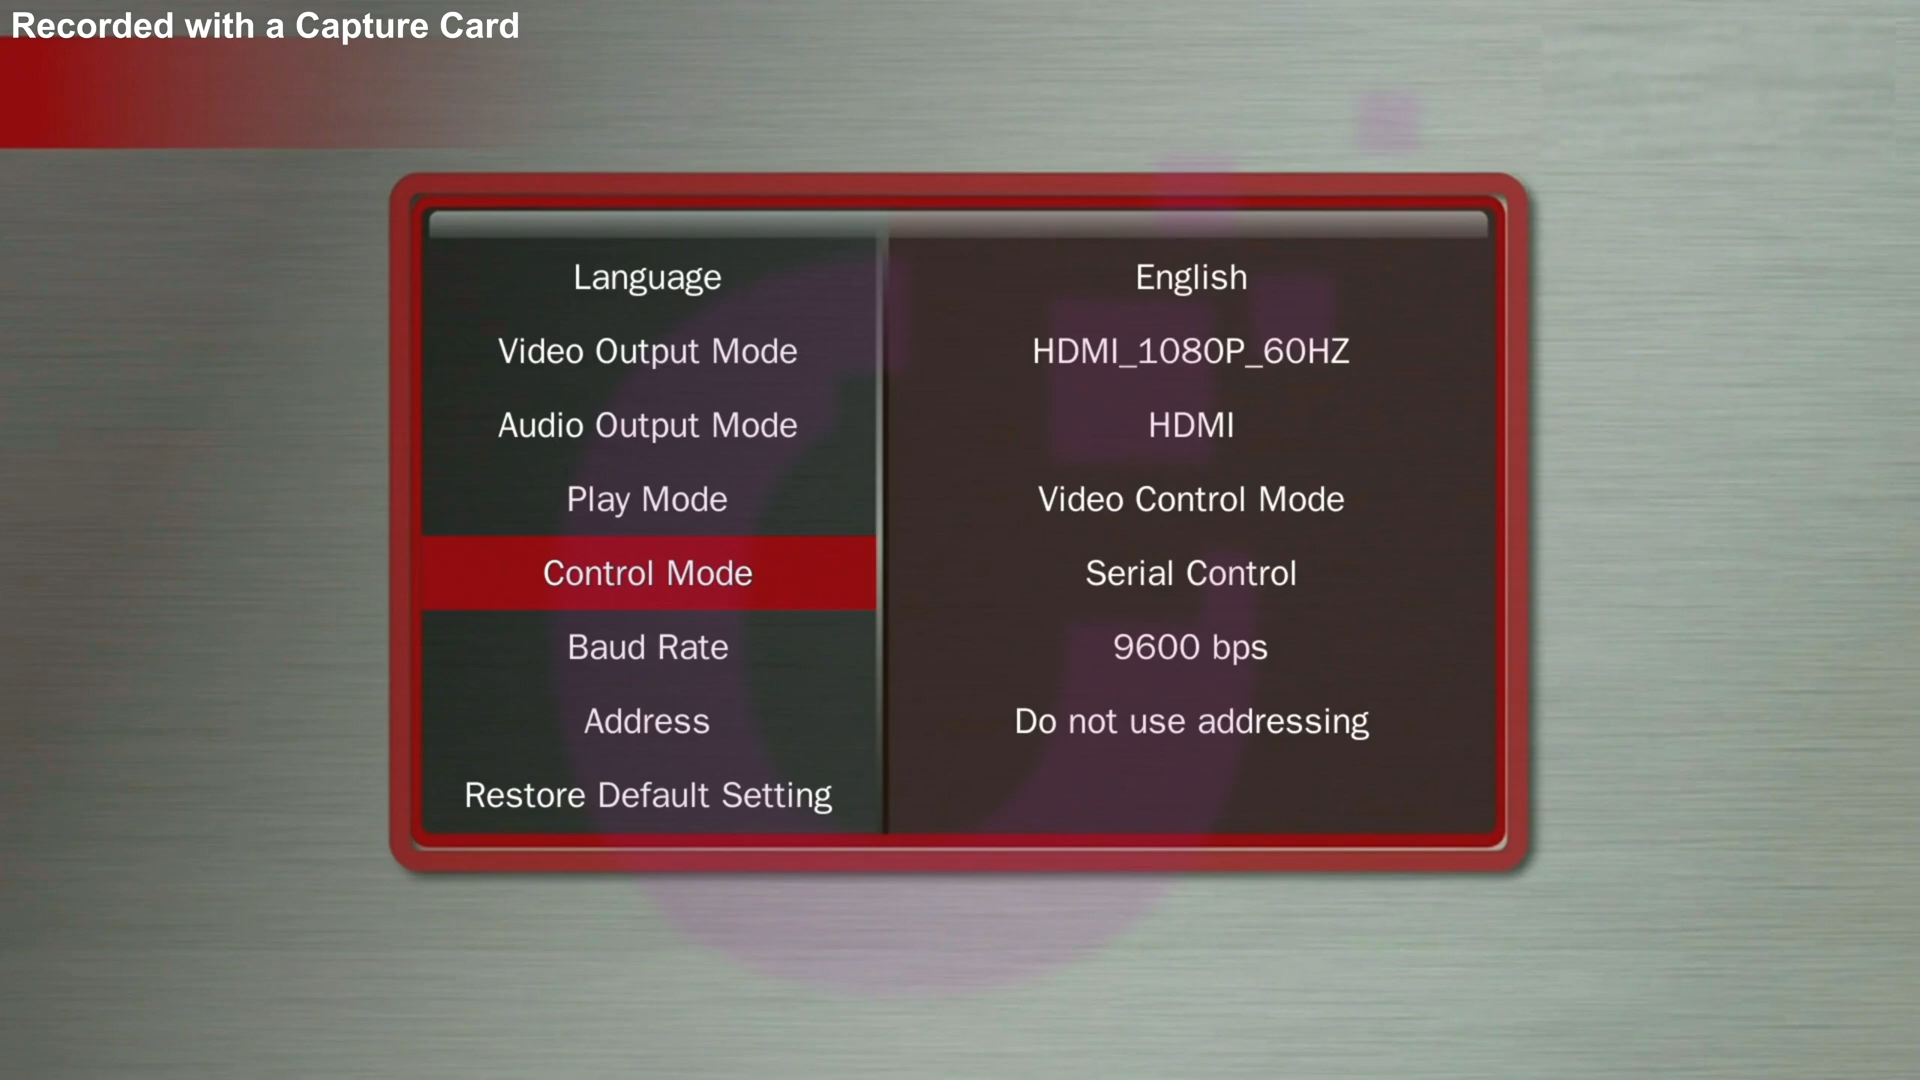 Recorded with a Capture Card
Language English
Video Output Mode HDMI_1080P_60HZ
Audio Output Mode HDMI
Play Mode Video Control Mode
Control Mode Serial Control
Baud Rate 9600 bps
Address Do not use addressing
Restore Default Setting